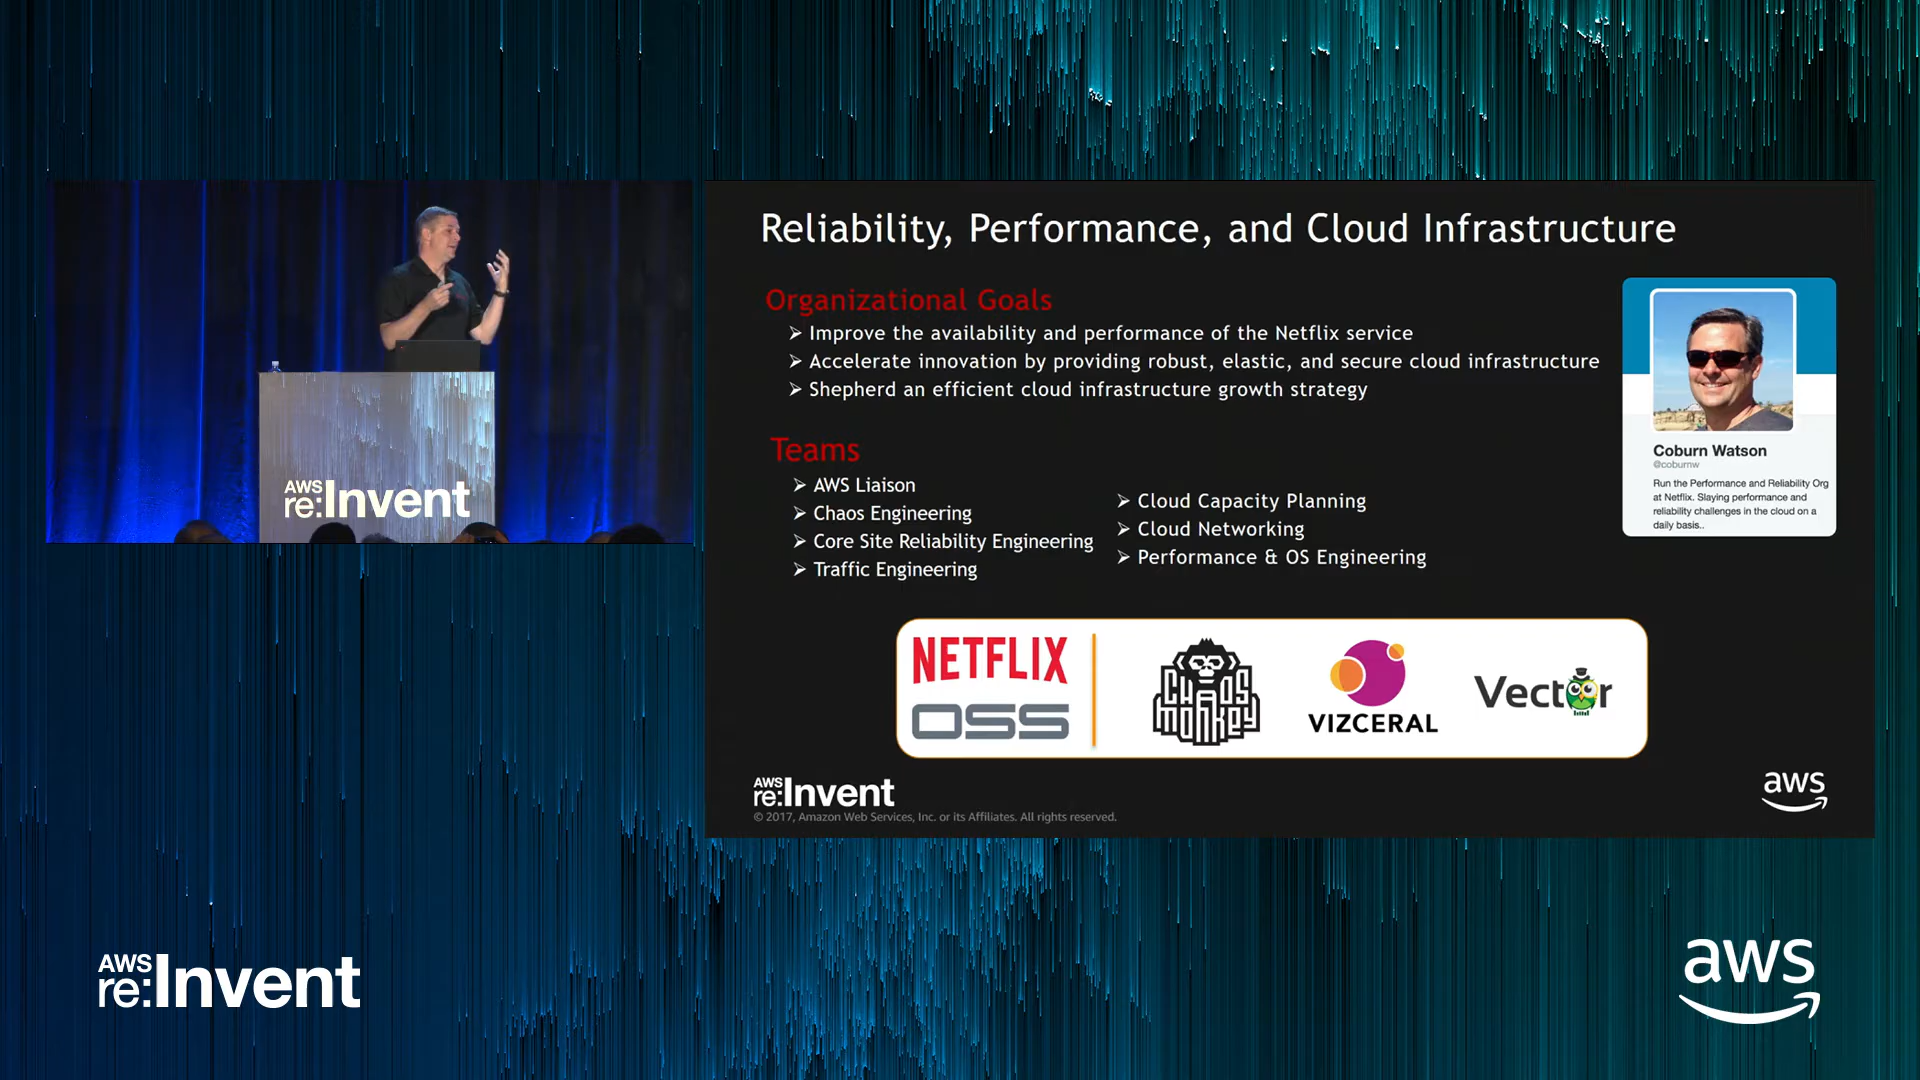 AWS
re:Invent
Reliability, Performance, and Cloud Infrastructure
Organizational Goals
➢ Improve the availability and performance of the Netflix service
➢ Accelerate innovation by providing robust, elastic, and secure cloud infrastructure
➢ Shepherd an efficient cloud infrastructure growth strategy
Teams
➢ AWS Liaison
➢ Chaos Engineering
➢ Core Site Reliability Engineering
➢ Traffic Engineering
➢ Cloud Capacity Planning
➢ Cloud Networking
➢ Performance & OS Engineering
Coburn Watson
@coburnw
Run the Performance and Reliability Org
at Netflix. Slaying performance and
reliability challenges in the cloud on a
daily basis..
NETFLIX
OSS
CHAOS
MONKEY
VIZCERAL
Vector
AWS
re:Invent
© 2017, Amazon Web Services, Inc. or its Affiliates. All rights reserved.
aws
AWS
re:Invent
aws